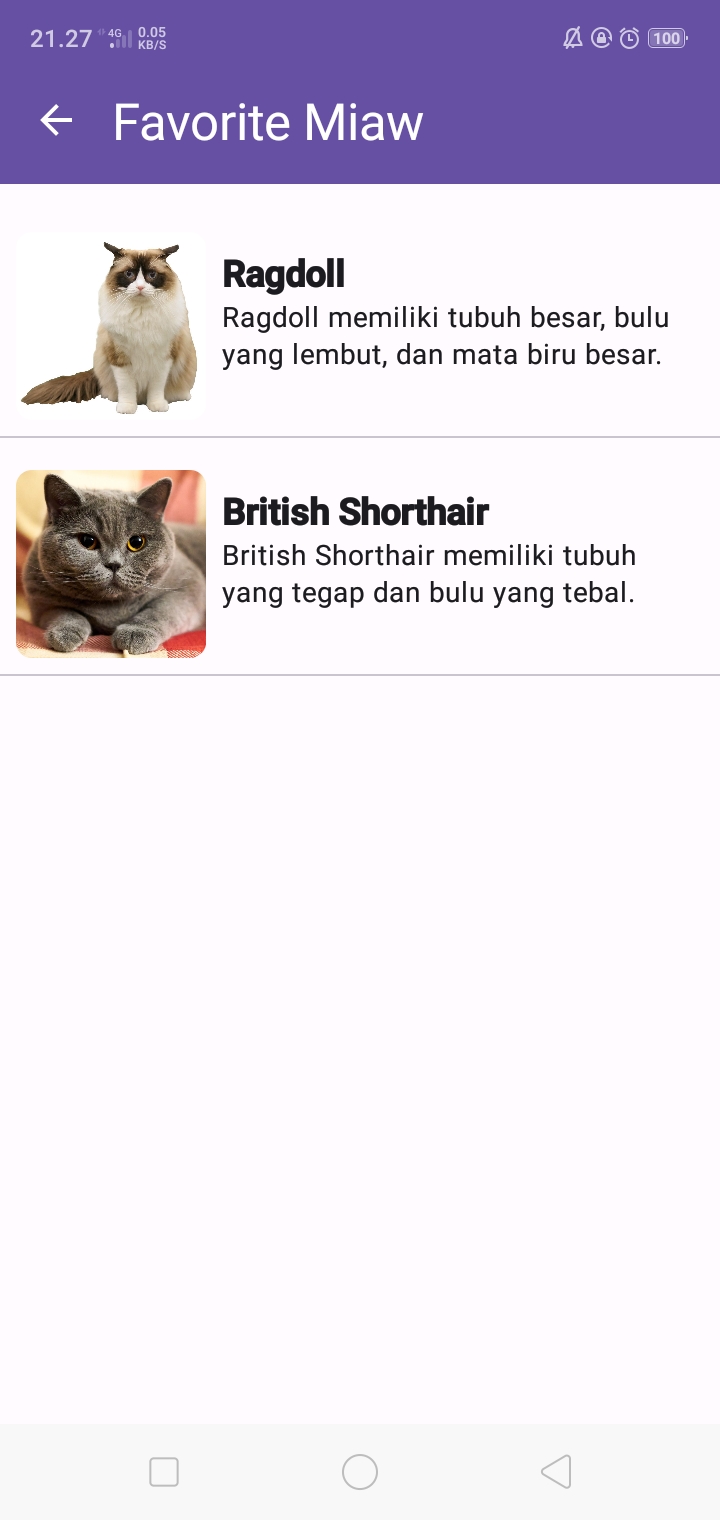 21.27 4G 0.05 KB/S 100
Favorite Miaw
Ragdoll
Ragdoll memiliki tubuh besar, bulu
yang lembut, dan mata biru besar.
British Shorthair
British Shorthair memiliki tubuh
yang tegap dan bulu yang tebal.